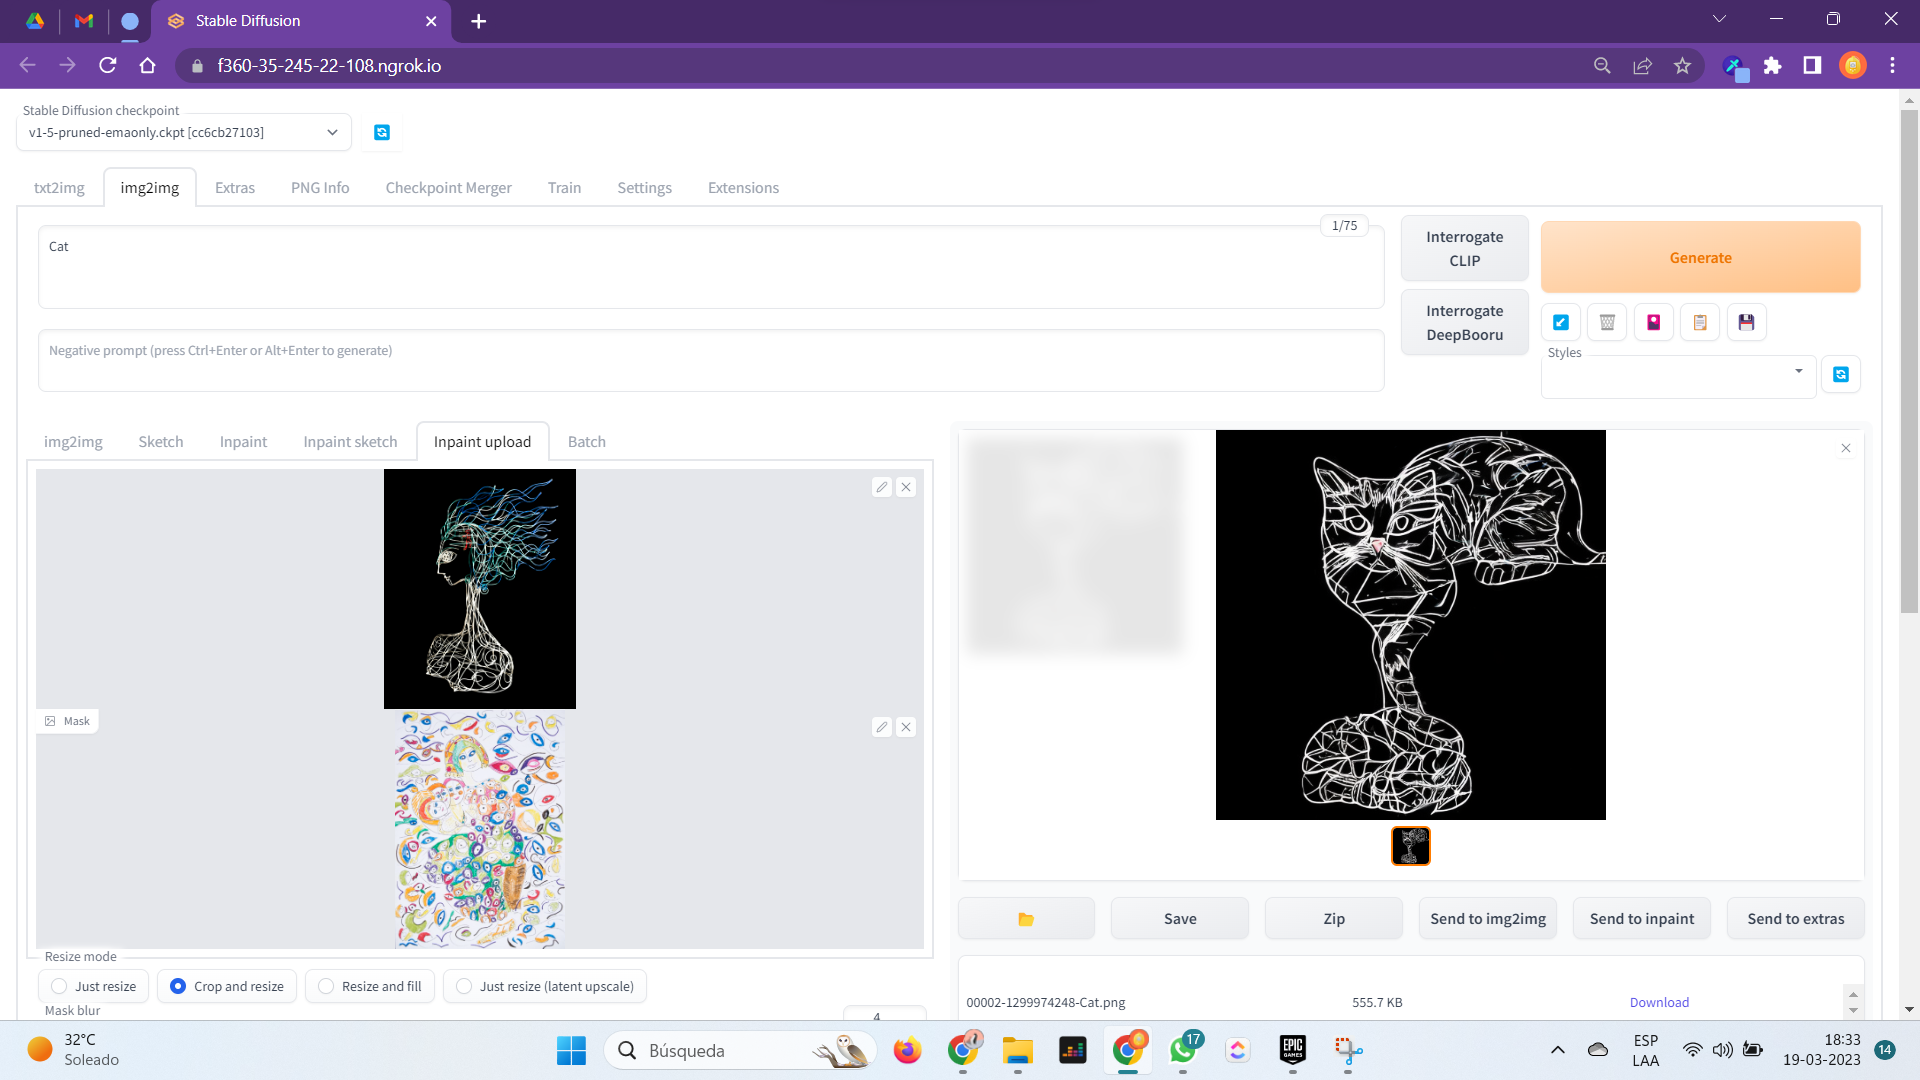 Stable Diffusion
f360-35-245-22-108.ngrok.io
Stable Diffusion checkpoint
v1-5-pruned-emaonly.ckpt [cc6cb27103]
txt2img img2img Extras PNG Info Checkpoint Merger Train Settings Extensions
1/75
Cat
Interrogate
CLIP
Generate
Interrogate
DeepBooru
Negative prompt (press Ctrl+Enter or Alt+Enter to generate)
Styles
img2img Sketch Inpaint Inpaint sketch Inpaint upload Batch
Mask
Save Zip Send to img2img Send to inpaint Send to extras
Resize mode
Just resize Crop and resize Resize and fill Just resize (latent upscale)
00002-1299974248-Cat.png 555.7 KB Download
Mask blur
4
32°C
Soleado
Búsqueda
17
EPIC
GAMES
ESP
LAA
18:33
19-03-2023
14